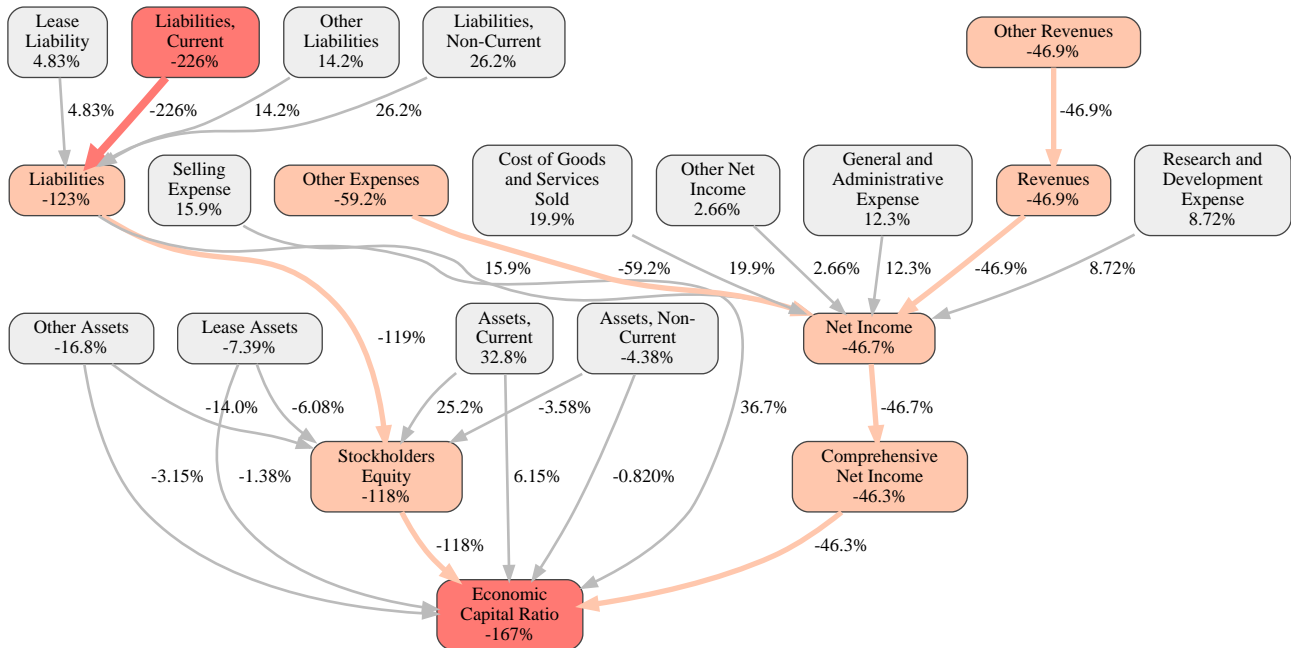 Lease
Liability
4.83%
Liabilities,
Current
-226%
Other
Liabilities
14.2%
Liabilities,
Non-Current
26.2%
Other Revenues
-46.9%
4.83%
-226%
14.2%
26.2%
-46.9%
Liabilities
-123%
Selling
Expense
15.9%
Other Expenses
-59.2%
Cost of Goods
and Services
Sold
19.9%
Other Net
Income
2.66%
General and
Administrative
Expense
12.3%
Revenues
-46.9%
Research and
Development
Expense
8.72%
15.9%
-59.2%
19.9%
2.66%
12.3%
-46.9%
8.72%
Other Assets
-16.8%
Lease Assets
-7.39%
-119%
Assets,
Current
32.8%
Assets, Non-
Current
-4.38%
Net Income
-46.7%
-14.0%
-6.08%
25.2%
-3.58%
36.7%
-46.7%
-3.15%
-1.38%
Stockholders
Equity
-118%
6.15%
-0.820%
Comprehensive
Net Income
-46.3%
-118%
-46.3%
Economic
Capital Ratio
-167%